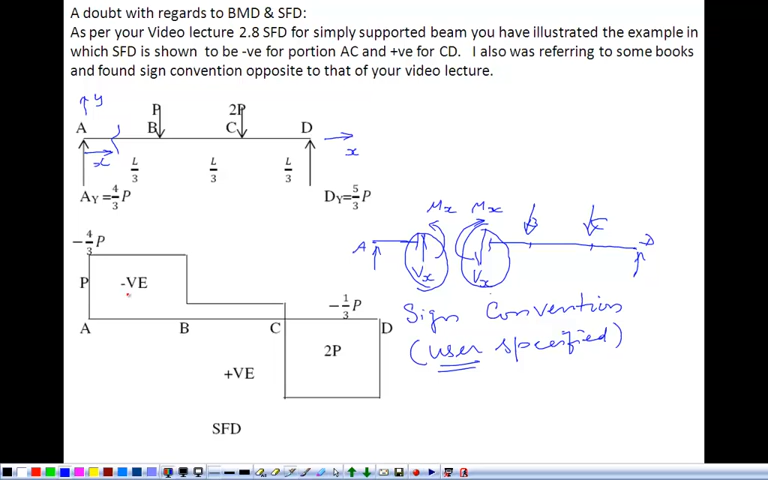 A doubt with regards to BMD & SFD:
As per your Video lecture 2.8 SFD for simply supported beam you have illustrated the example in
which SFD is shown to be -ve for portion AC and +ve for CD. I also was referring to some books
and found sign convention opposite to that of your video lecture.
y
P 2P
A B C D
x x
L/3 L/3 L/3
A_Y = 4/3 P D_Y = 5/3 P
Mx Mx
B C
A D
Vx Vx
- 4/3 P
P -VE
- 1/3 P
Sign Convention
A B C D
(user specified)
2P
+VE
SFD